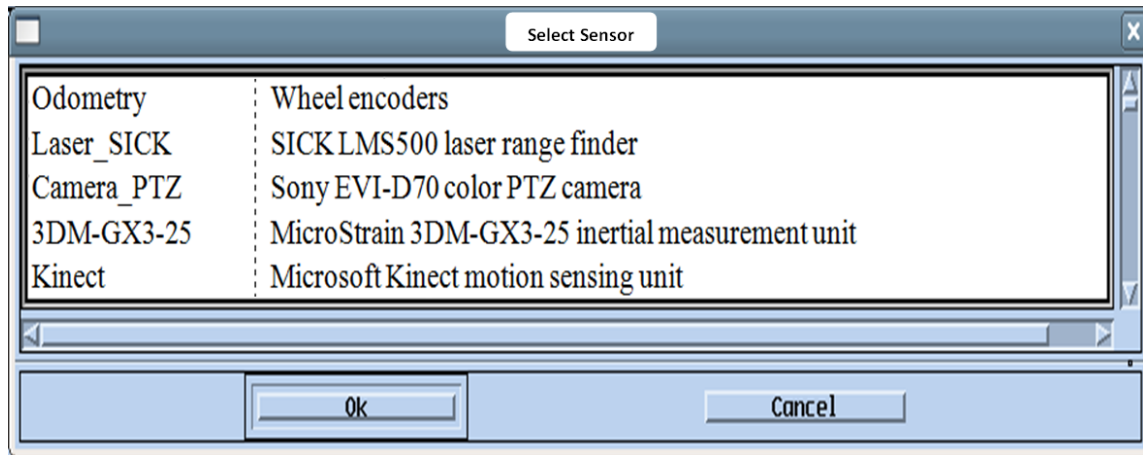 Select Sensor
X
Odometry Wheel encoders
Laser_SICK SICK LMS500 laser range finder
Camera_PTZ Sony EVI-D70 color PTZ camera
3DM-GX3-25 MicroStrain 3DM-GX3-25 inertial measurement unit
Kinect Microsoft Kinect motion sensing unit
Ok Cancel